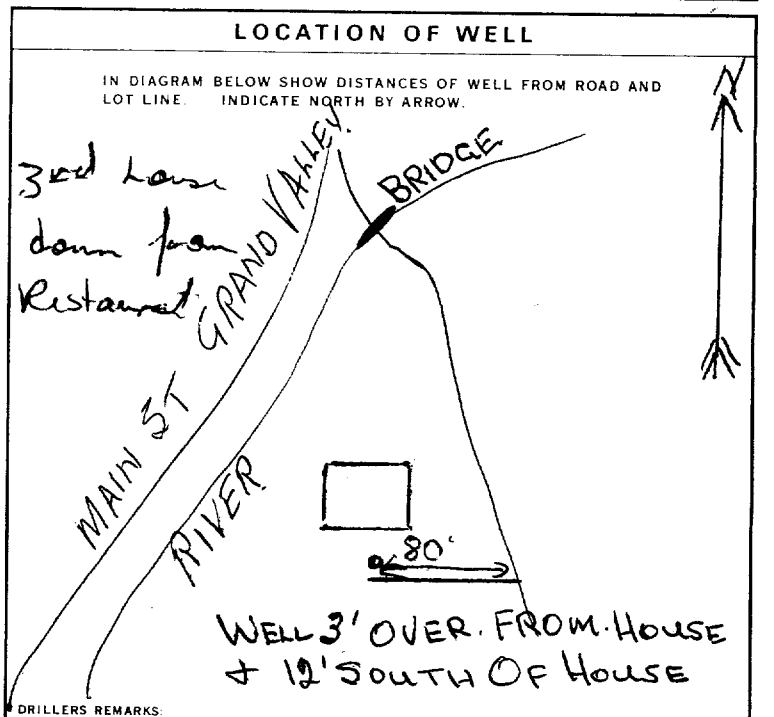 LOCATION OF WELL
IN DIAGRAM BELOW SHOW DISTANCES OF WELL FROM ROAD AND
LOT LINE. INDICATE NORTH BY ARROW.
N
3rd house
down from
Restaurant
MAIN ST GRAND VALLEY.
BRIDGE
RIVER
80'
WELL 3' OVER. FROM. HOUSE
+ 12' SOUTH OF HOUSE
DRILLERS REMARKS: